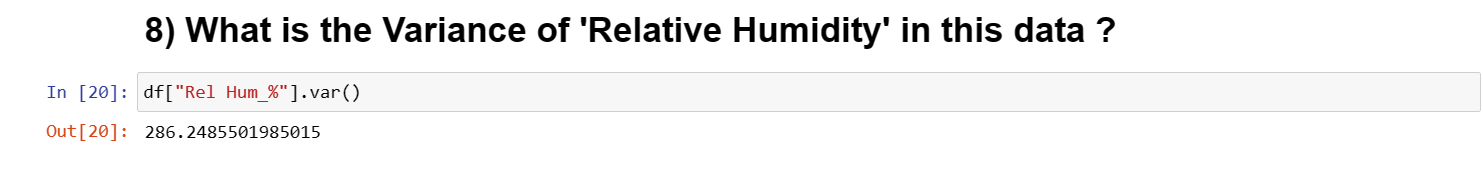 8) What is the Variance of 'Relative Humidity' in this data ?
In [20]: df["Rel Hum_%"].var()
Out[20]: 286.2485501985015